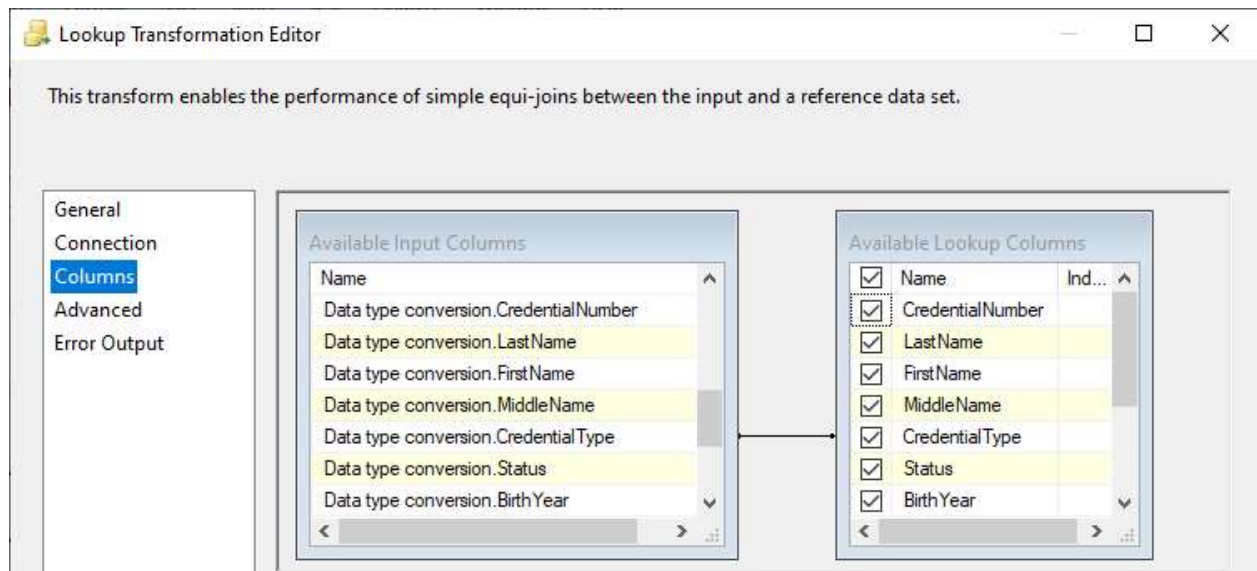 Lookup Transformation Editor
This transform enables the performance of simple equi-joins between the input and a reference data set.
General
Connection
Columns
Advanced
Error Output
Available Input Columns
Name
Data type conversion.CredentialNumber
Data type conversion.LastName
Data type conversion.FirstName
Data type conversion.MiddleName
Data type conversion.CredentialType
Data type conversion.Status
Data type conversion.BirthYear
Available Lookup Columns
Name Ind...
CredentialNumber
LastName
FirstName
MiddleName
CredentialType
Status
BirthYear